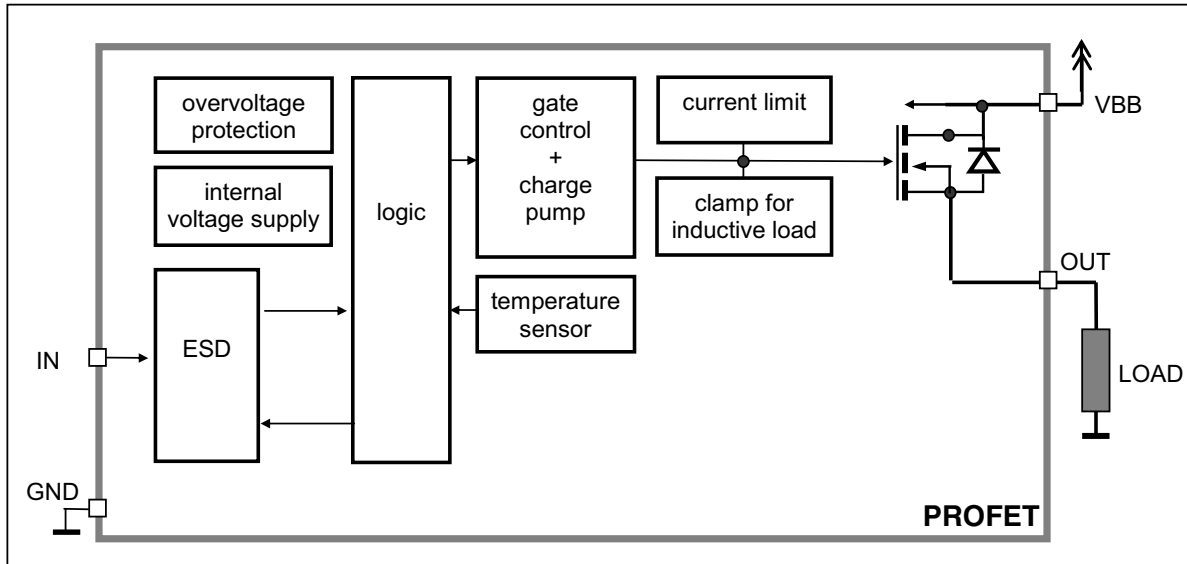 overvoltage
protection
internal
voltage supply
ESD
logic
gate
control
+
charge
pump
temperature
sensor
current limit
clamp for
inductive load
VBB
OUT
LOAD
IN
GND
PROFET